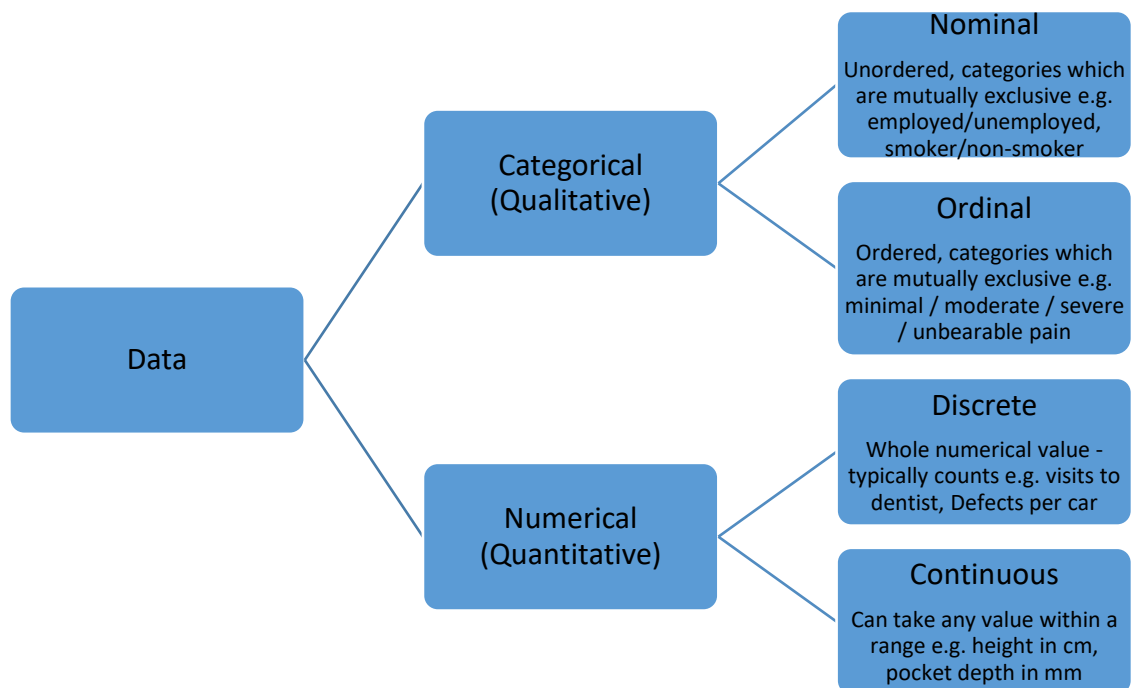 Data
Categorical
(Qualitative)
Numerical
(Quantitative)
Nominal
Unordered, categories which
are mutually exclusive e.g.
employed/unemployed,
smoker/non-smoker
Ordinal
Ordered, categories which
are mutually exclusive e.g.
minimal / moderate / severe
/ unbearable pain
Discrete
Whole numerical value -
typically counts e.g. visits to
dentist, Defects per car
Continuous
Can take any value within a
range e.g. height in cm,
pocket depth in mm